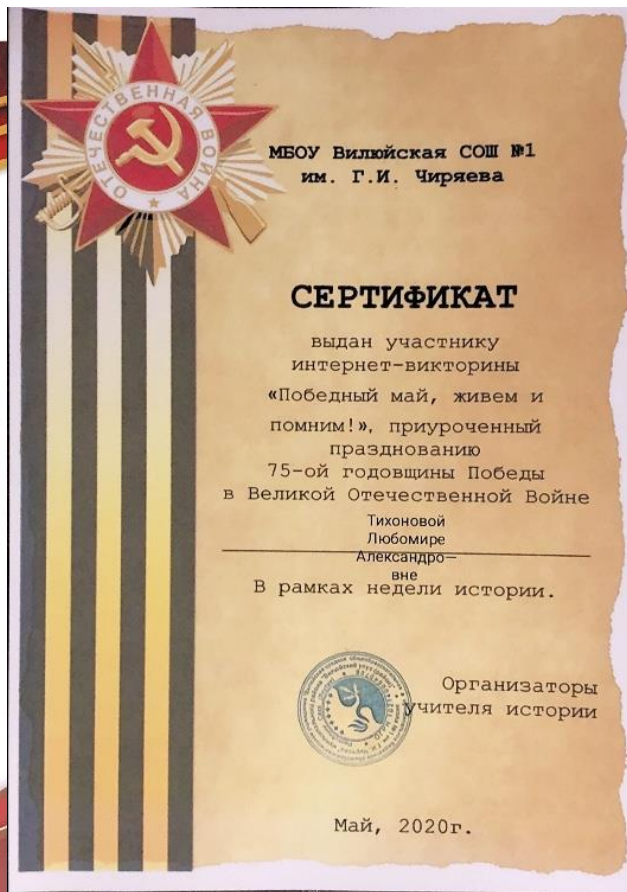 ОТЕЧЕСТВЕННАЯ ВОЙНА
МБОУ Вилюйская СОШ №1
им. Г.И. Чиряева
СЕРТИФИКАТ
выдан участнику
интернет-викторины
«Победный май, живем и
помним!», приуроченный
празднованию
75-ой годовщины Победы
в Великой Отечественной Войне
Тихоновой
Любомире
Александро—
вне
В рамках недели истории.
Организаторы
учителя истории
Май, 2020г.